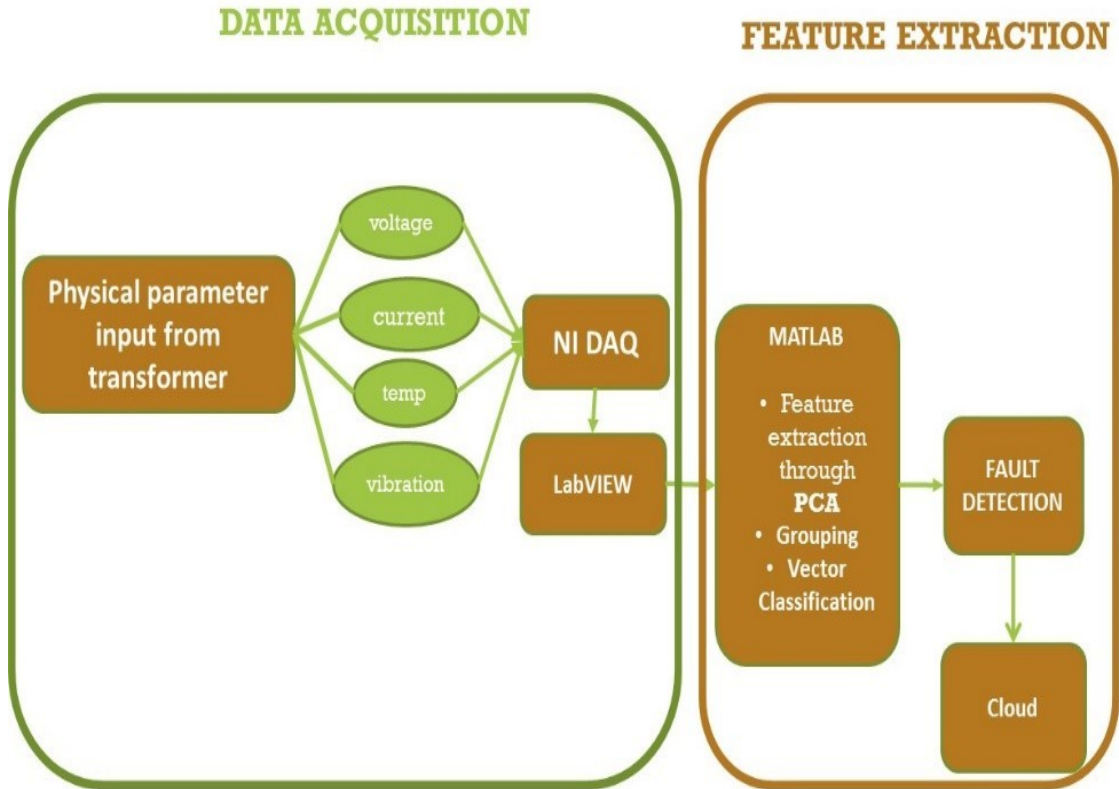 DATA ACQUISITION
FEATURE EXTRACTION
Physical parameter
input from
transformer
voltage
current
temp
vibration
NI DAQ
LabVIEW
MATLAB
• Feature
extraction
through
PCA
• Grouping
• Vector
Classification
FAULT
DETECTION
Cloud